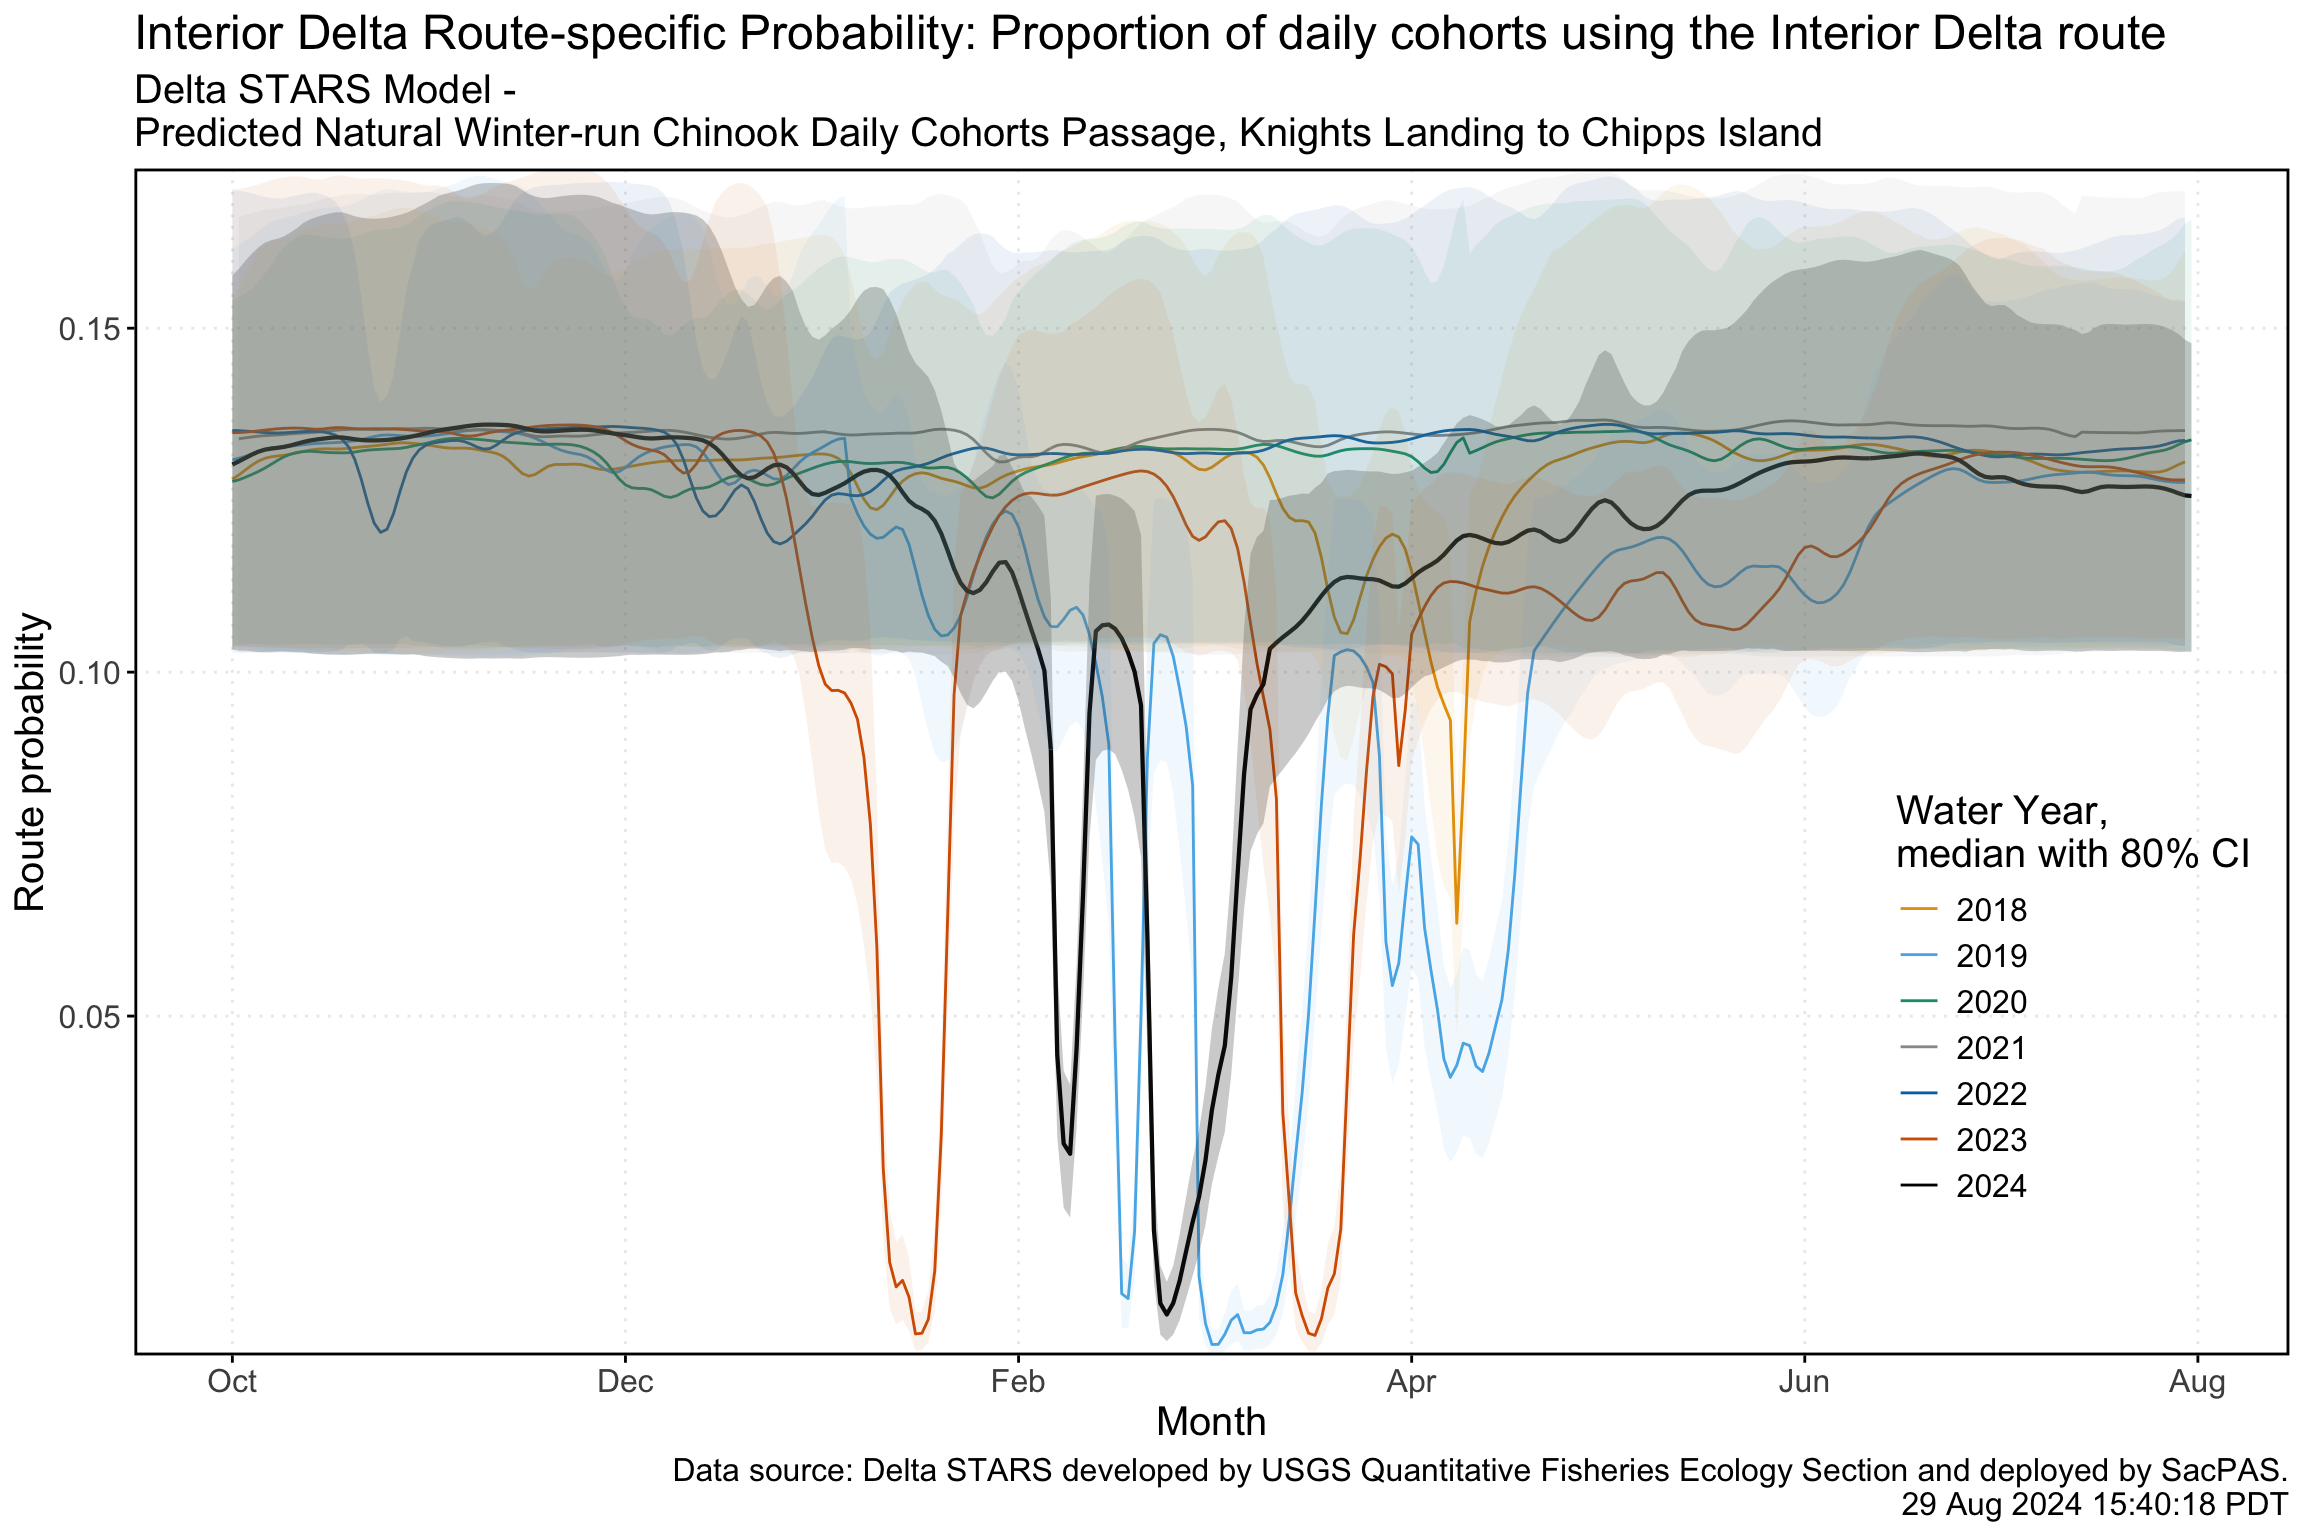 Interior Delta Route-specific Probability: Proportion of daily cohorts using the Interior Delta route
Delta STARS Model -
Predicted Natural Winter-run Chinook Daily Cohorts Passage, Knights Landing to Chipps Island
Route probability
0.15
0.10
0.05
Water Year,
median with 80% CI
2018
2019
2020
2021
2022
2023
2024
Oct
Dec
Feb
Apr
Jun
Aug
Month
Data source: Delta STARS developed by USGS Quantitative Fisheries Ecology Section and deployed by SacPAS.
29 Aug 2024 15:40:18 PDT